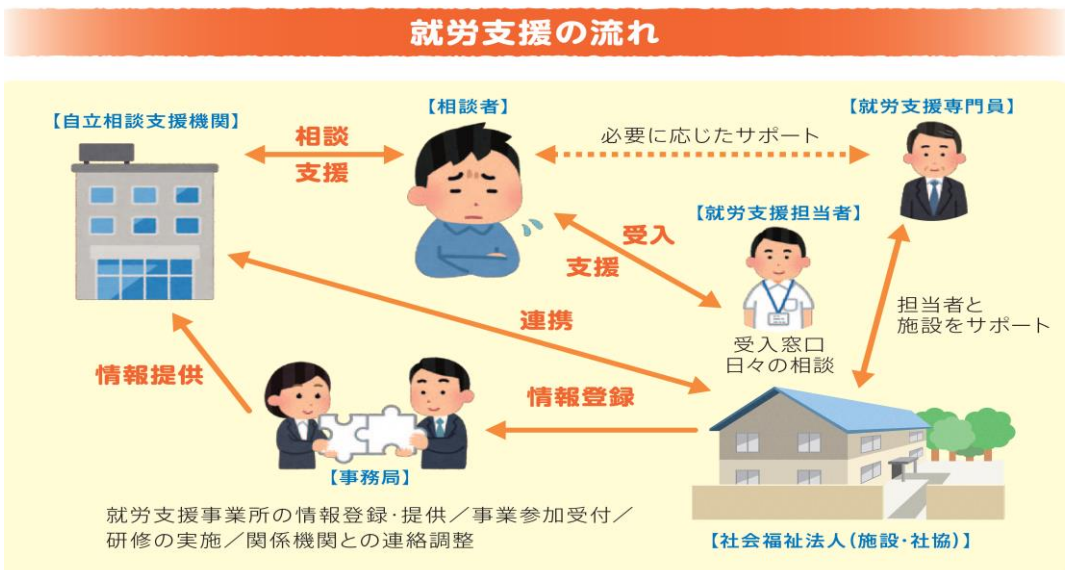 就労支援の流れ
【自立相談支援機関】
【相談者】
【就労支援専門員】
相談
支援
必要に応じたサポート
【就労支援担当者】
受入
支援
受入窓口
日々の相談
担当者と
施設をサポート
連携
情報提供
情報登録
【事務局】
就労支援事業所の情報登録・提供／事業参加受付／
研修の実施／関係機関との連絡調整
【社会福祉法人(施設・社協)】